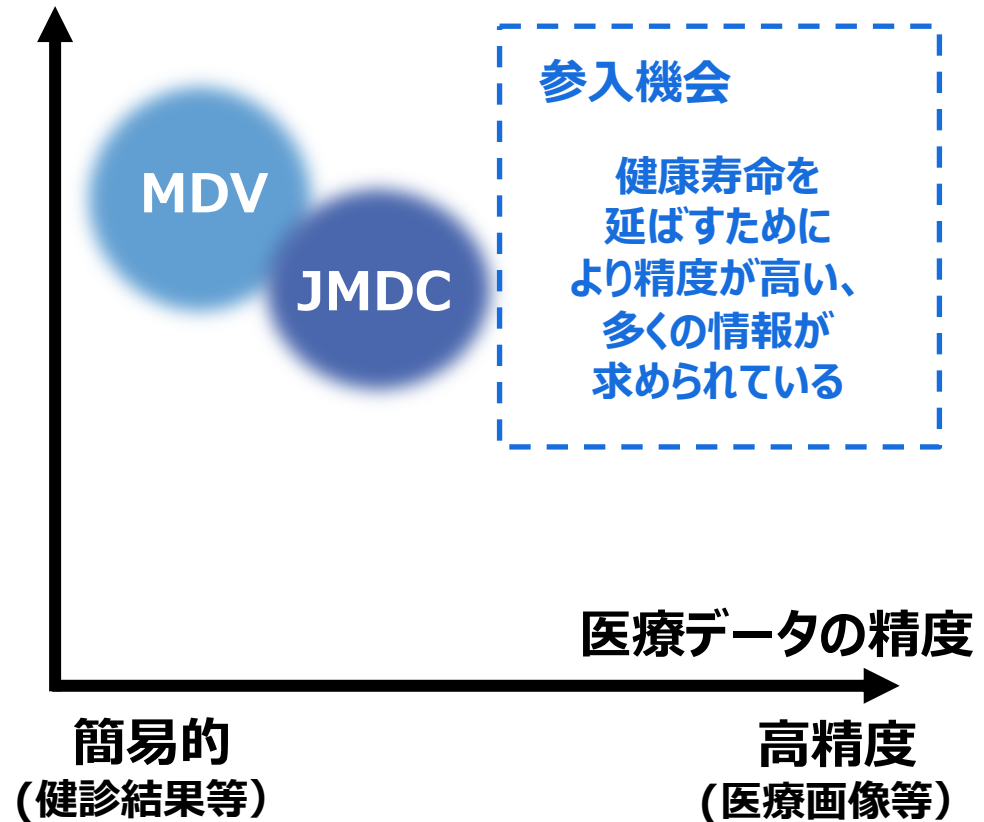 参入機会
健康寿命を
延ばすために
より精度が高い、
多くの情報が
求められている
MDV
JMDC
医療データの精度
簡易的
(健診結果等)
高精度
(医療画像等)